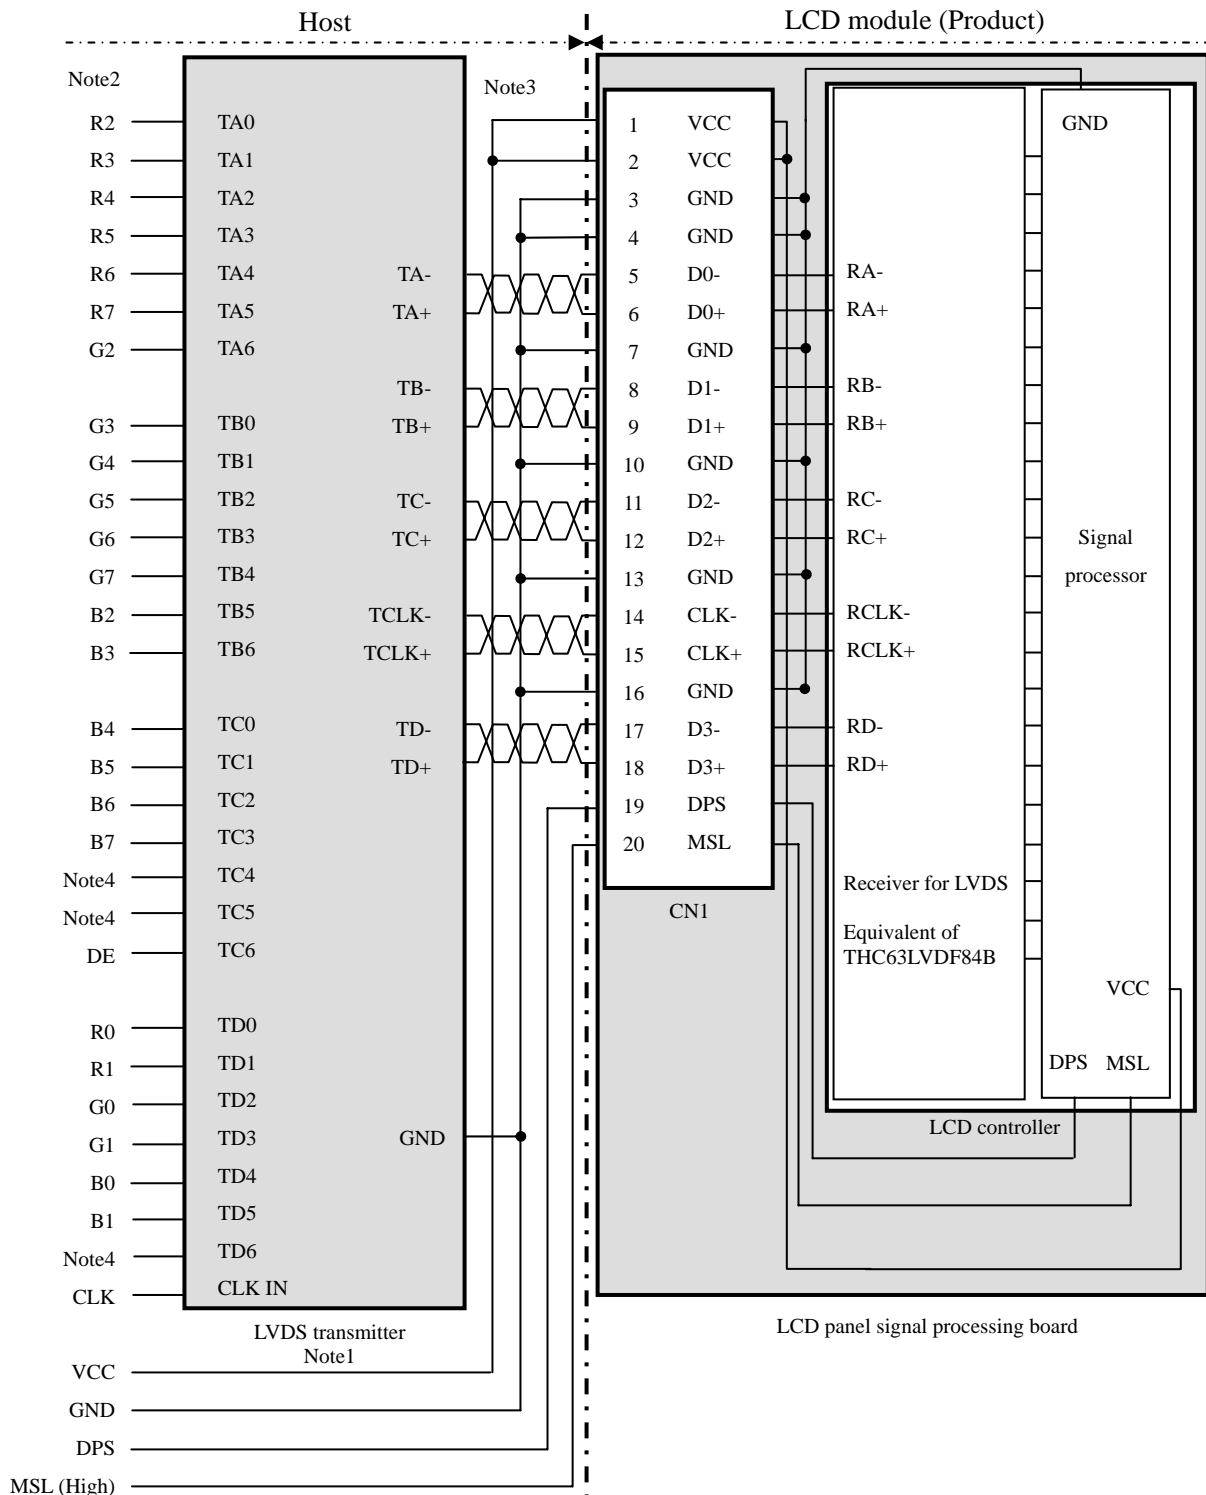 Host
LCD module (Product)
Note2
Note3
R2 TA0
R3 TA1
R4 TA2
R5 TA3
R6 TA4 TA-
R7 TA5 TA+
G2 TA6
TB-
G3 TB0 TB+
G4 TB1
G5 TB2 TC-
G6 TB3 TC+
G7 TB4
B2 TB5 TCLK-
B3 TB6 TCLK+
B4 TC0 TD-
B5 TC1 TD+
B6 TC2
B7 TC3
Note4 TC4
Note4 TC5
DE TC6
R0 TD0
R1 TD1
G0 TD2
G1 TD3 GND
B0 TD4
B1 TD5
Note4 TD6
CLK CLK IN
LVDS transmitter
Note1
VCC
GND
DPS
MSL (High)
1 VCC
2 VCC
3 GND
4 GND
5 D0-
6 D0+
7 GND
8 D1-
9 D1+
10 GND
11 D2-
12 D2+
13 GND
14 CLK-
15 CLK+
16 GND
17 D3-
18 D3+
19 DPS
20 MSL
CN1
RA-
RA+
RB-
RB+
RC-
RC+
RCLK-
RCLK+
RD-
RD+
Receiver for LVDS
Equivalent of
THC63LVDF84B
GND
Signal
processor
VCC
DPS MSL
LCD controller
LCD panel signal processing board